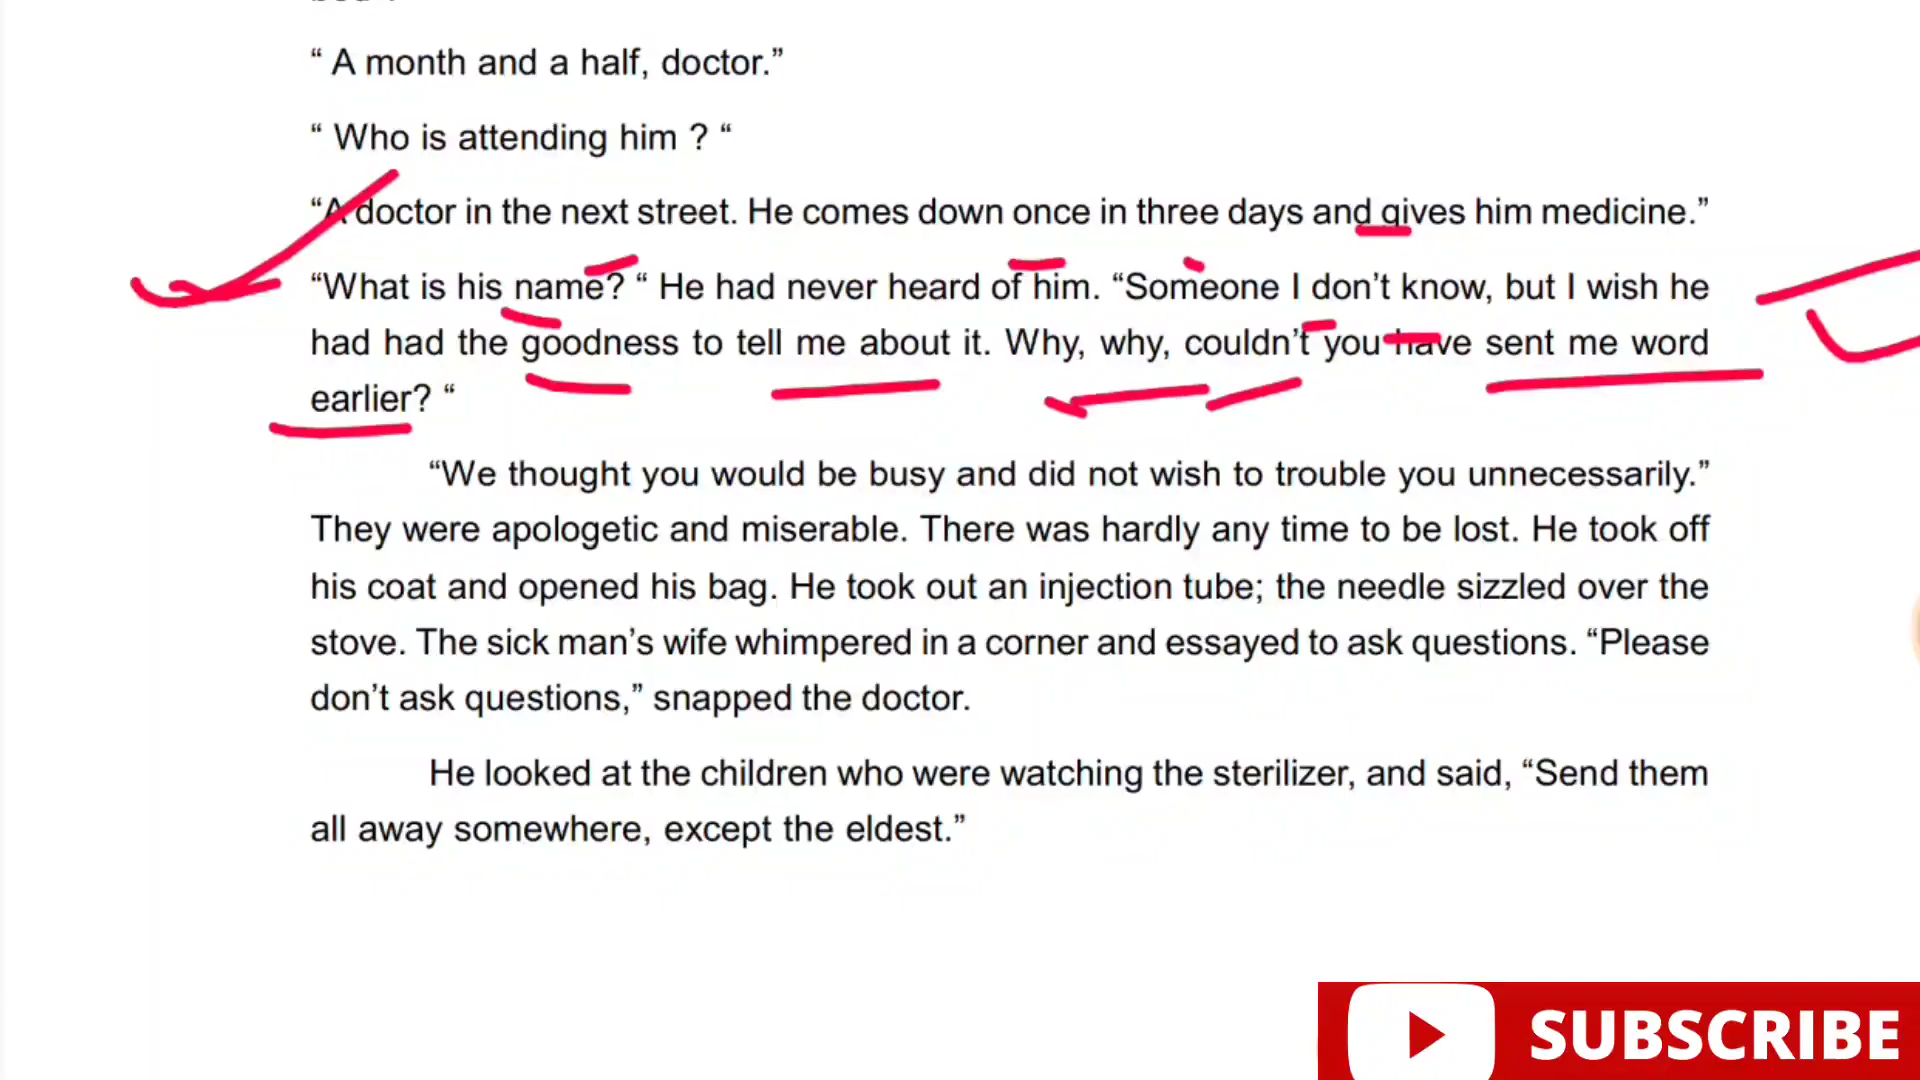 “ A month and a half, doctor.”
“ Who is attending him ? “
“A doctor in the next street. He comes down once in three days and gives him medicine.”
“What is his name? “ He had never heard of him. “Someone I don’t know, but I wish he
had had the goodness to tell me about it. Why, why, couldn’t you have sent me word
earlier? “
“We thought you would be busy and did not wish to trouble you unnecessarily.”
They were apologetic and miserable. There was hardly any time to be lost. He took off
his coat and opened his bag. He took out an injection tube; the needle sizzled over the
stove. The sick man’s wife whimpered in a corner and essayed to ask questions. “Please
don’t ask questions,” snapped the doctor.
He looked at the children who were watching the sterilizer, and said, “Send them
all away somewhere, except the eldest.”
SUBSCRIBE